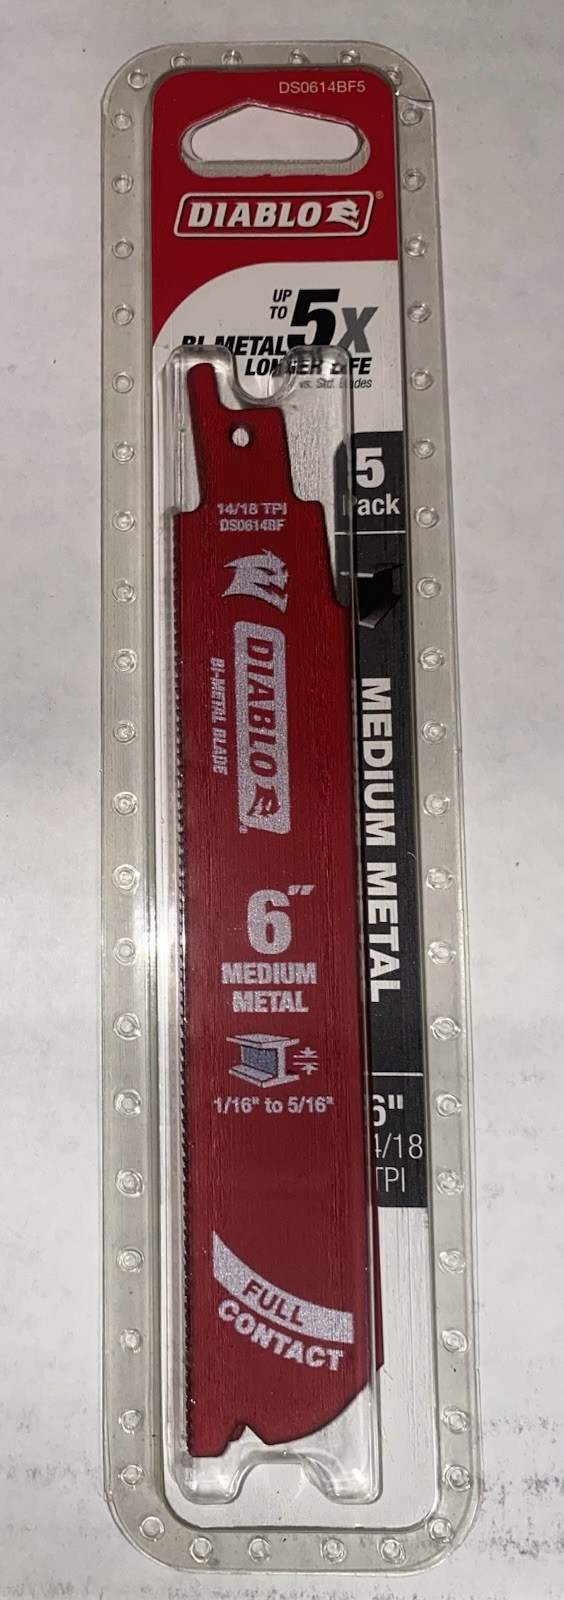 DS0614BF5
DIABLO®
UP TO 5X
BI-METAL
LONGER LIFE
vs. Std. Blades
5
Pack
14/18 TPI
DS0614BF
DIABLO®
BI-METAL BLADE
MEDIUM METAL
6"
MEDIUM
METAL
1/16" to 5/16"
6"
14/18
TPI
FULL
CONTACT